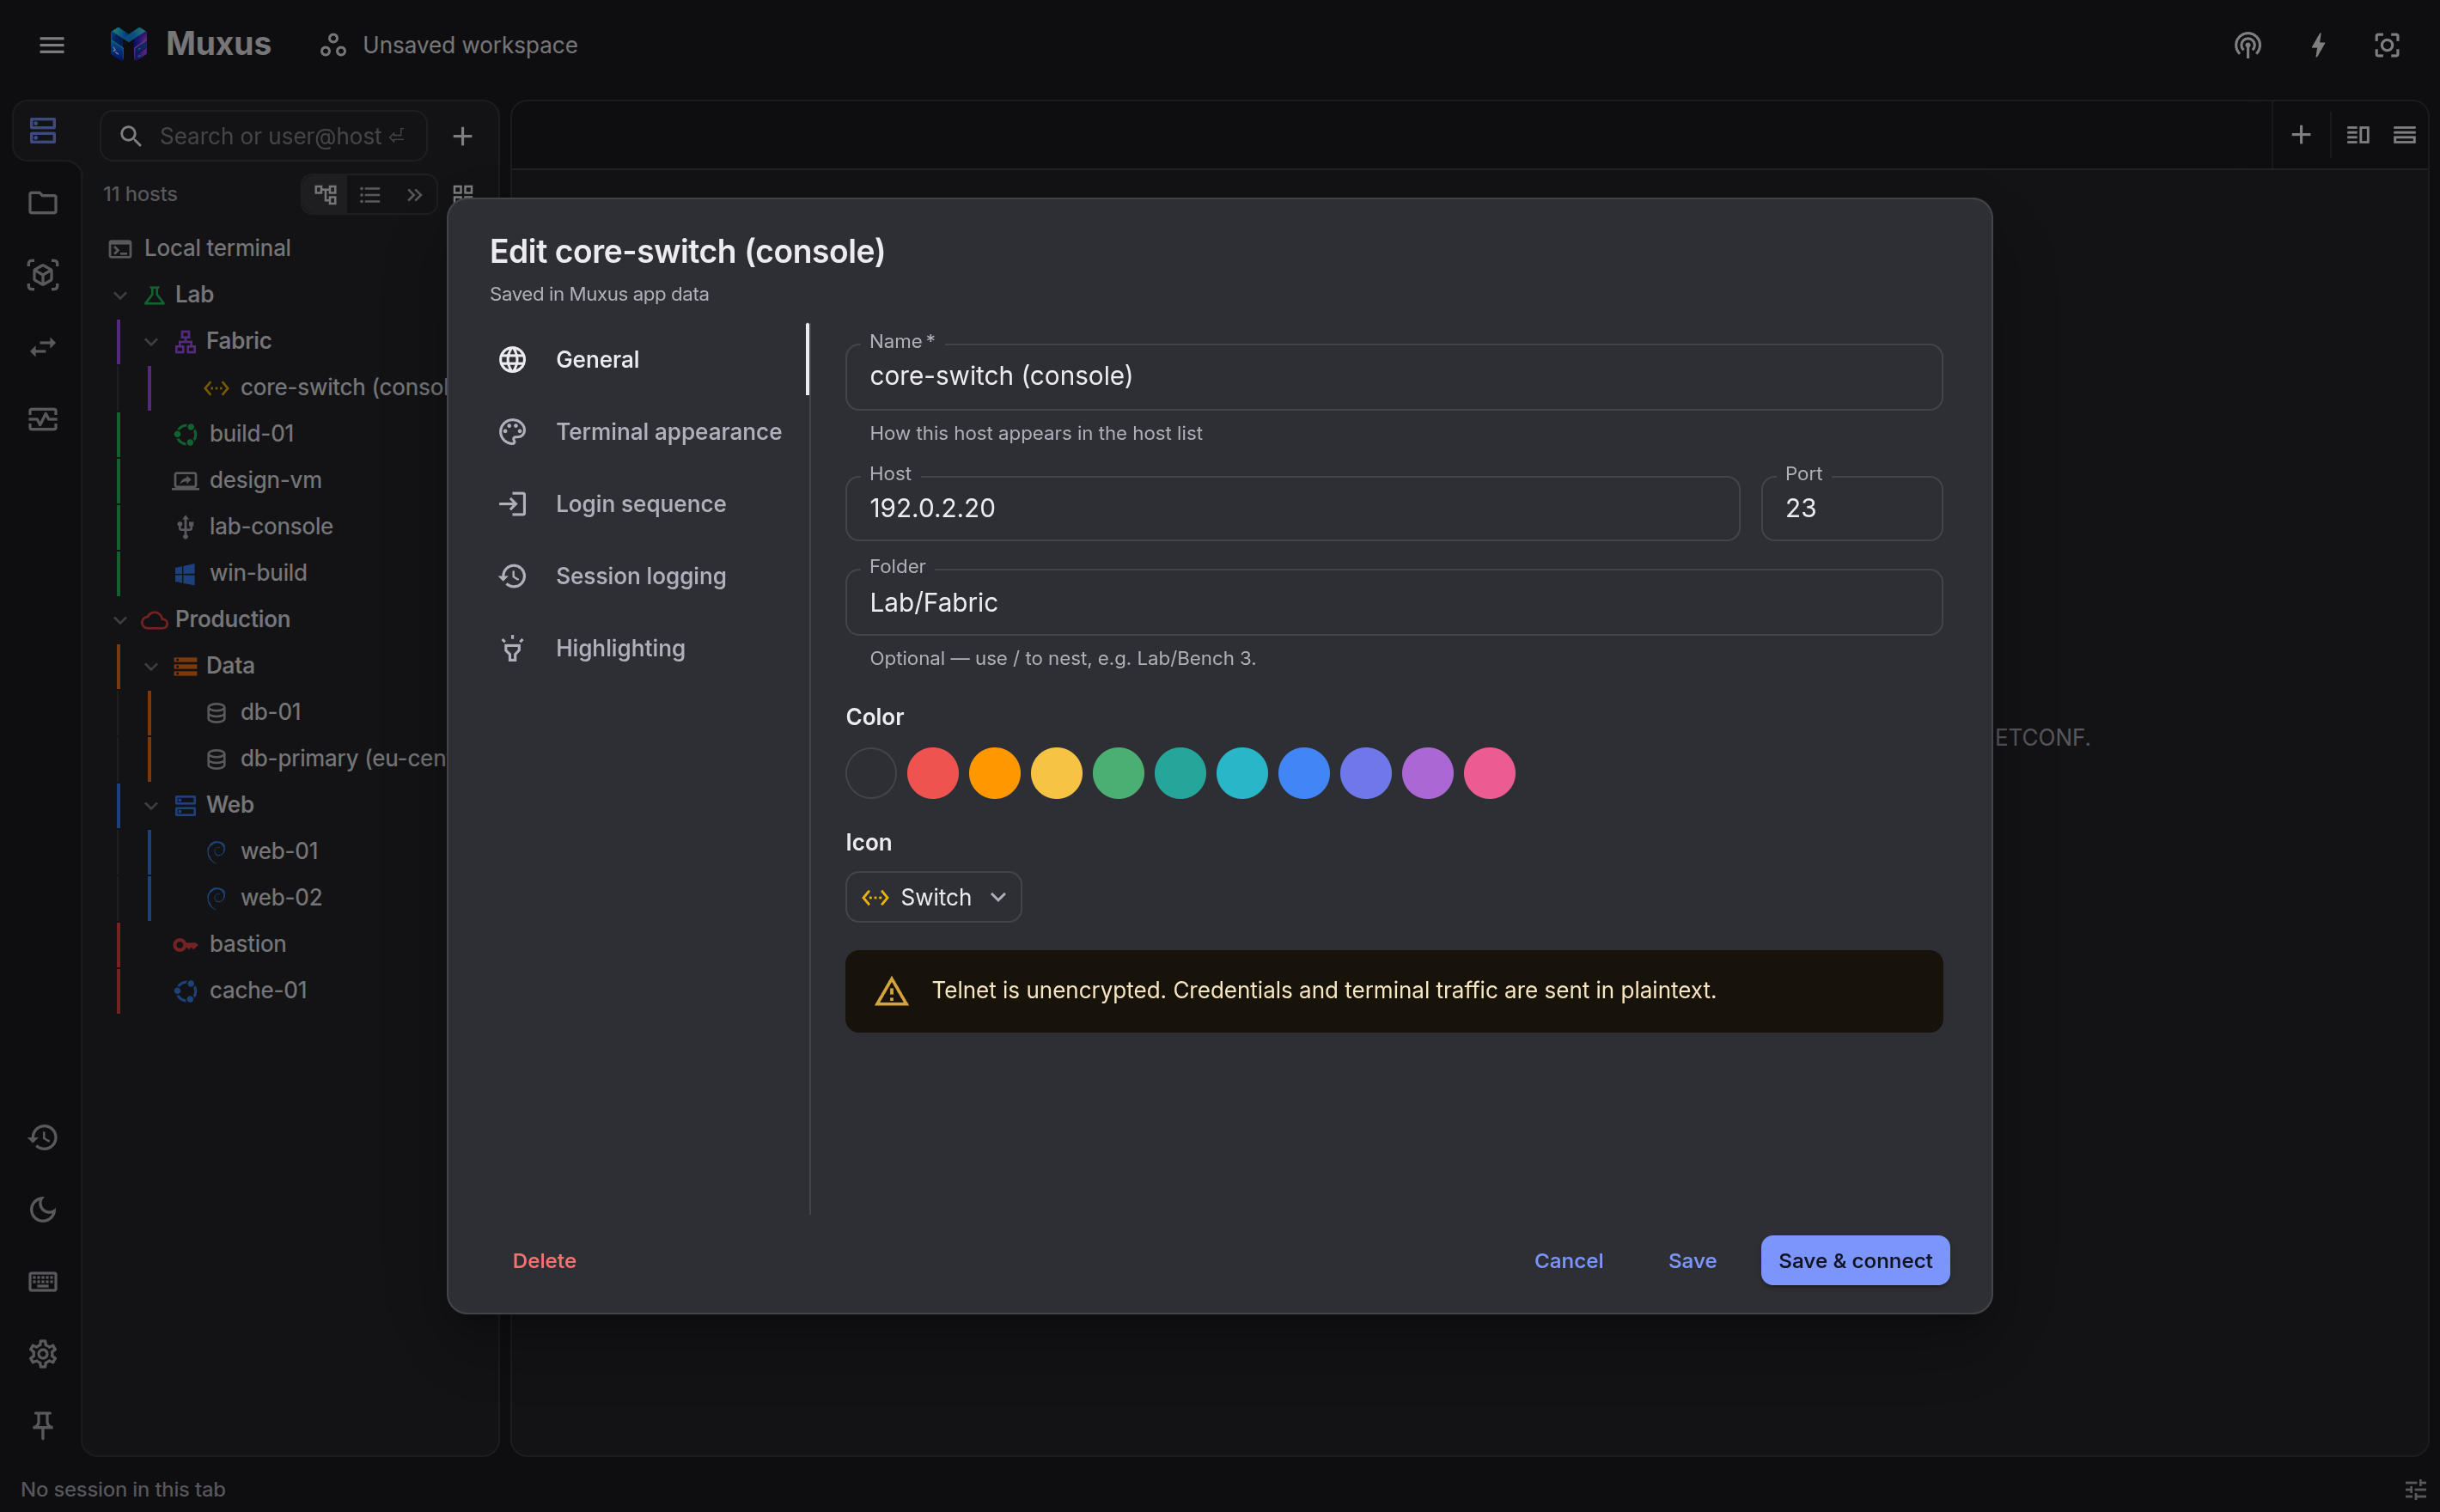 Muxus
Unsaved workspace
Search or user@host
11 hosts
Local terminal
Lab
Fabric
core-switch (consol
build-01
design-vm
lab-console
win-build
Production
Data
db-01
db-primary (eu-cen
Web
web-01
web-02
bastion
cache-01
No session in this tab
Edit core-switch (console)
Saved in Muxus app data
General
Terminal appearance
Login sequence
Session logging
Highlighting
Name *
core-switch (console)
How this host appears in the host list
Host
192.0.2.20
Port
23
Folder
Lab/Fabric
Optional — use / to nest, e.g. Lab/Bench 3.
Color
Icon
Switch
Telnet is unencrypted. Credentials and terminal traffic are sent in plaintext.
Delete
Cancel
Save
Save & connect
ETCONF.